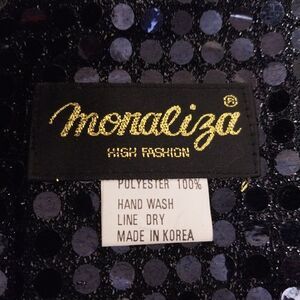 monaliza®
HIGH FASHION
POLYESTER 100%
HAND WASH
LINE DRY
MADE IN KOREA